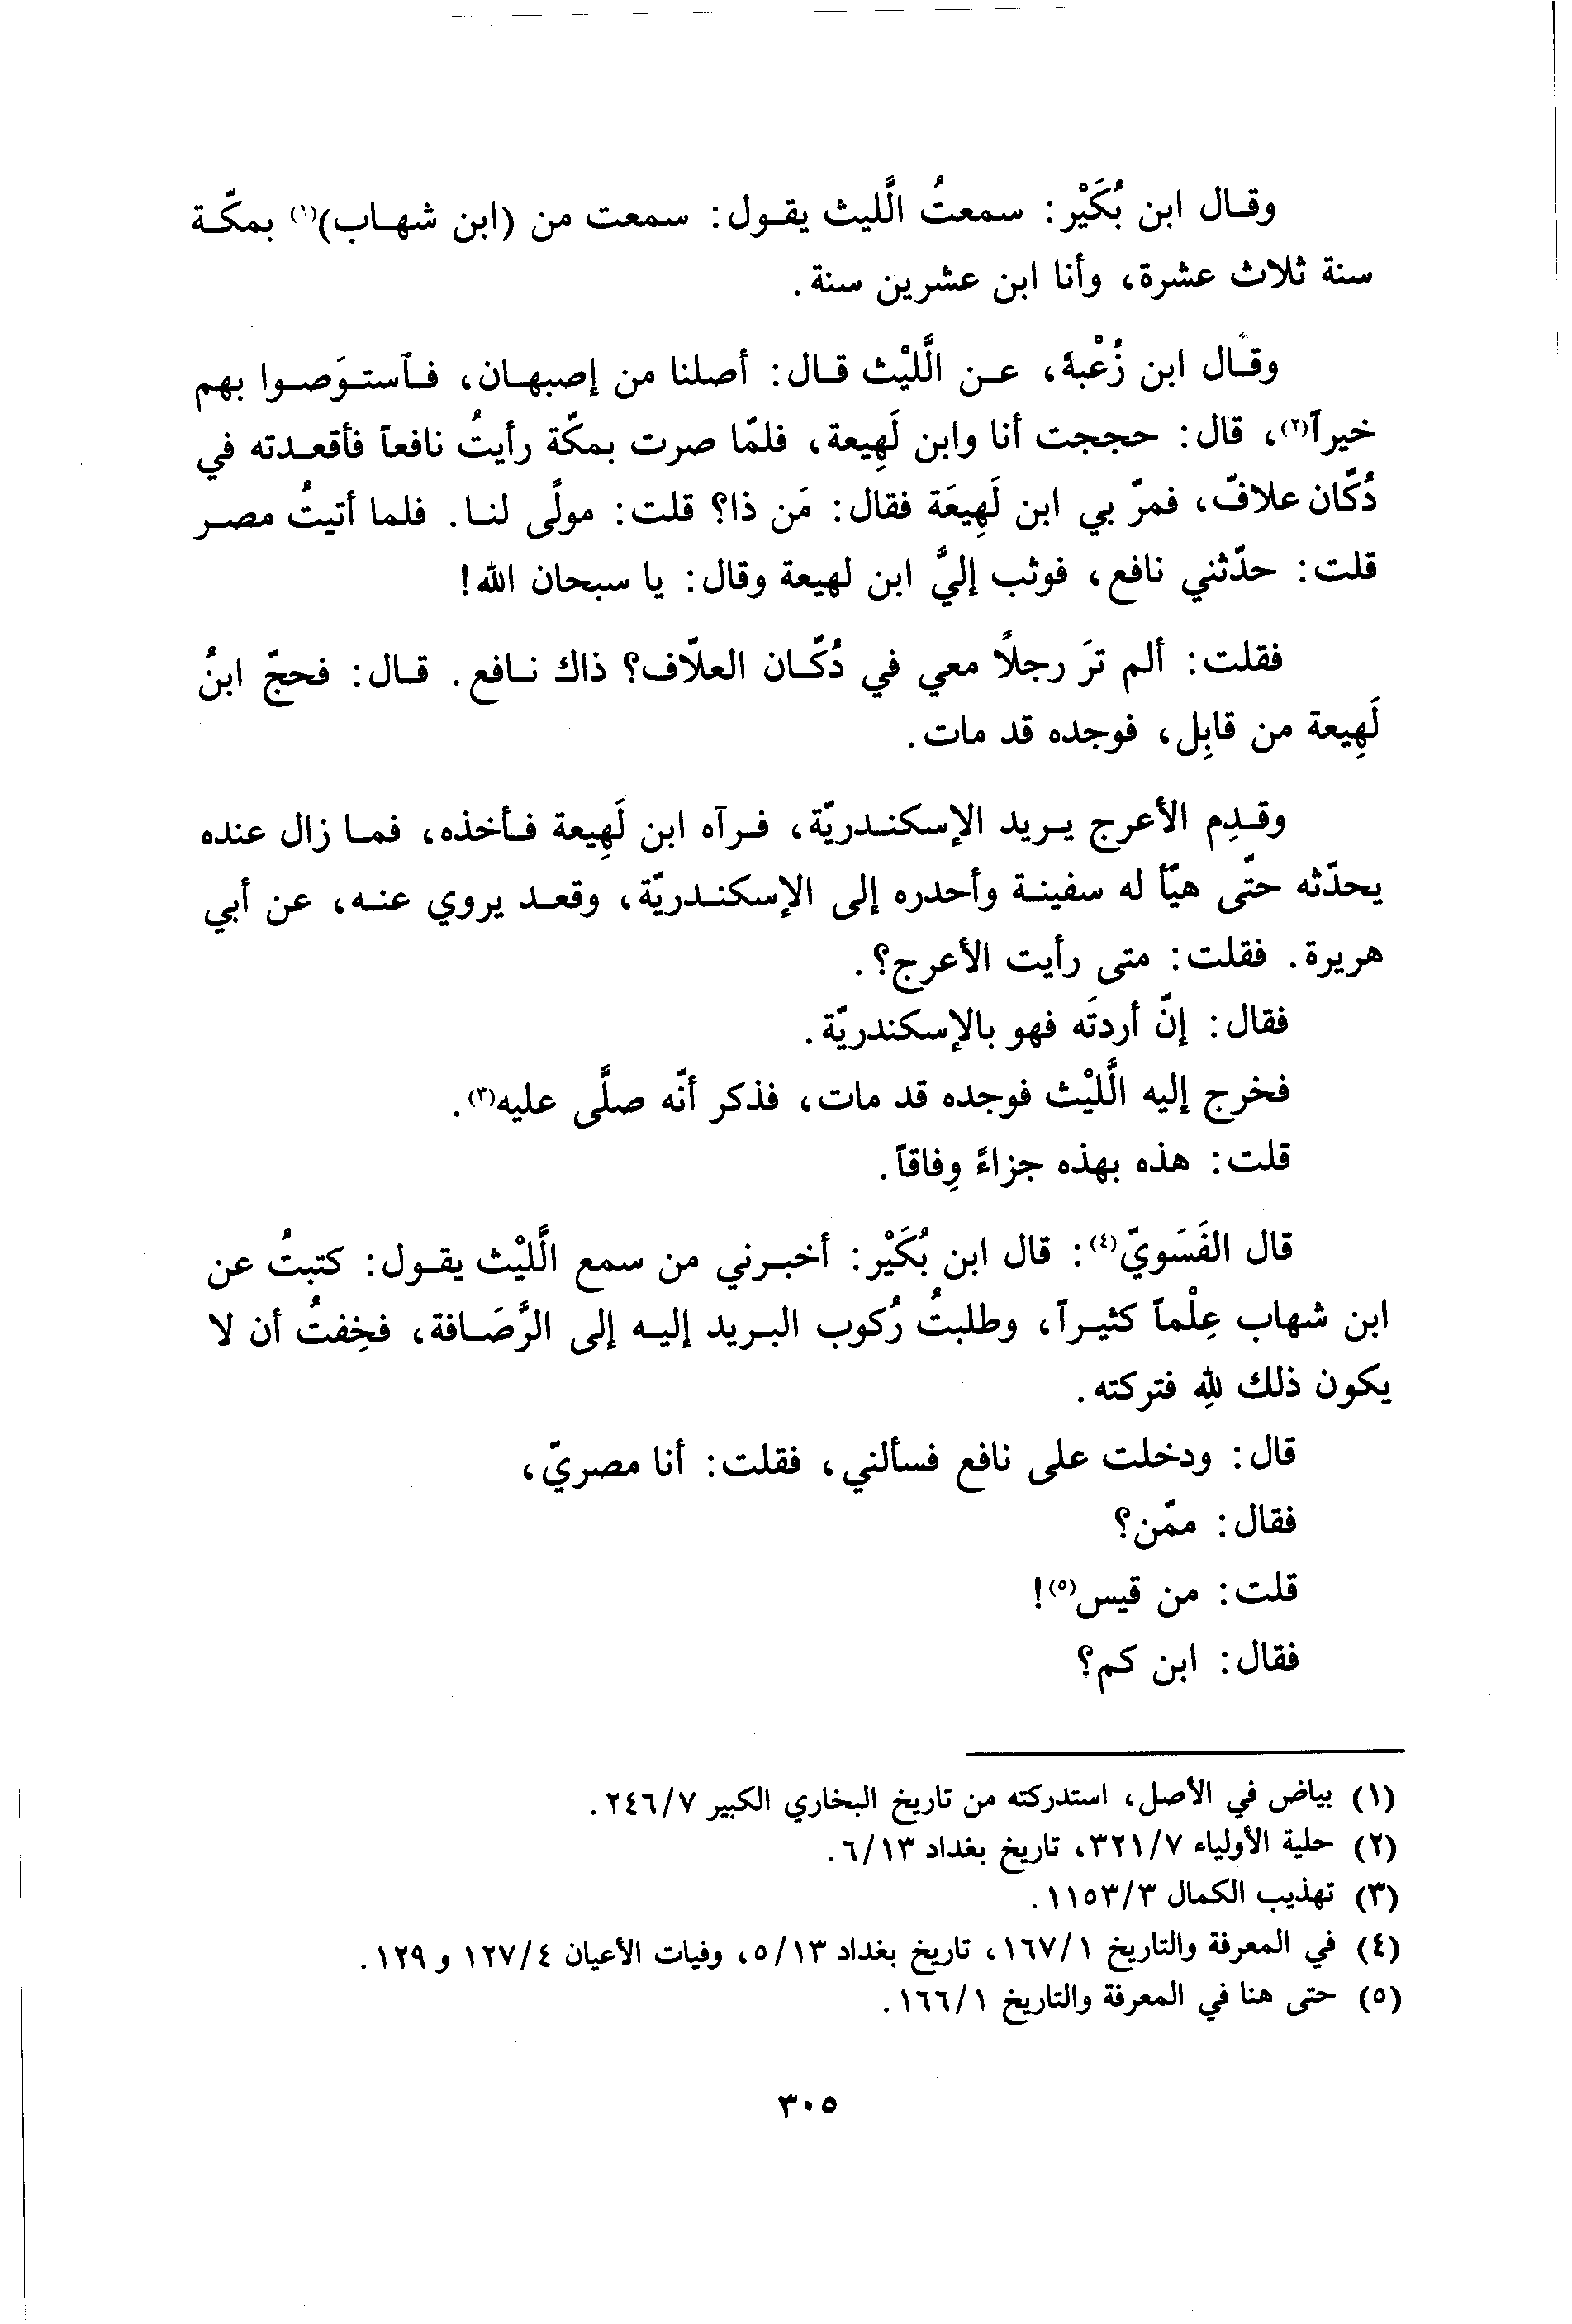 وقال ابن بُكَيْر: سمعتُ الَّليث يقول: سمعت من (ابن شهاب)(١) بمكّة
سنة ثلاث عشرة، وأنا ابن عشرين سنة.
وقال ابن زُغْبة، عن الَّليْث قال: أصلنا من إصبهان، فآستوَصوا بهم
خيراً(٢)، قال: حججت أنا وابن لَهِيعة، فلمّا صرت بمكّة رأيتُ نافعاً فأقعدته في
دُكّان علافّ، فمرّ بي ابن لَهِيعَة فقال: مَن ذا؟ قلت: مولًى لنا. فلما أتيتُ مصر
قلت: حدّثني نافع، فوثب إليَّ ابن لهيعة وقال: يا سبحان الله!
فقلت: ألم ترَ رجلًا معي في دُكّان العلاّف؟ ذاك نافع. قال: فحجّ ابنُ
لَهِيعة من قابِل، فوجده قد مات.
وقدِم الأعرج يريد الإسكندريّة، فرآه ابن لَهِيعة فأخذه، فما زال عنده
يحدّثه حتّى هيّأ له سفينة وأحدره إلى الإسكندريّة، وقعد يروي عنه، عن أبي
هريرة. فقلت: متى رأيت الأعرج؟.
فقال: إنّ أردتَه فهو بالإسكندريّة.
فخرج إليه الَّليْث فوجده قد مات، فذكر أنّه صلَّى عليه(٣).
قلت: هذه بهذه جزاءً وِفاقاً.
قال الفَسَويّ(٤): قال ابن بُكَيْر: أخبرني من سمع الَّليْث يقول: كتبتُ عن
ابن شهاب عِلْماً كثيراً، وطلبتُ رُكوب البريد إليه إلى الرَّصَافة، فخِفتُ أن لا
يكون ذلك للهِ فتركته.
قال: ودخلت على نافع فسألني، فقلت: أنا مصريّ،
فقال: ممّن؟
قلت: من قيس(٥)!
فقال: ابن كم؟
(١) بياض في الأصل، استدركته من تاريخ البخاري الكبير ٢٤٦/٧.
(٢) حلية الأولياء ٣٢١/٧، تاريخ بغداد ٦/١٣.
(٣) تهذيب الكمال ١١٥٣/٣.
(٤) في المعرفة والتاريخ ١٦٧/١، تاريخ بغداد ٥/١٣، وفيات الأعيان ١٢٧/٤ و ١٢٩.
(٥) حتى هنا في المعرفة والتاريخ ١٦٦/١.
٣٠٥